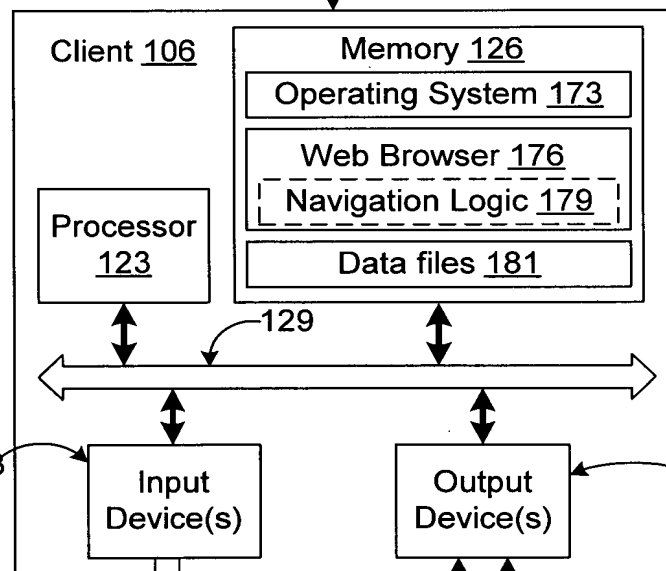 Client 106
Memory 126
Operating System 173
Web Browser 176
Navigation Logic 179
Processor
123
Data files 181
129
Input
Device(s)
Output
Device(s)